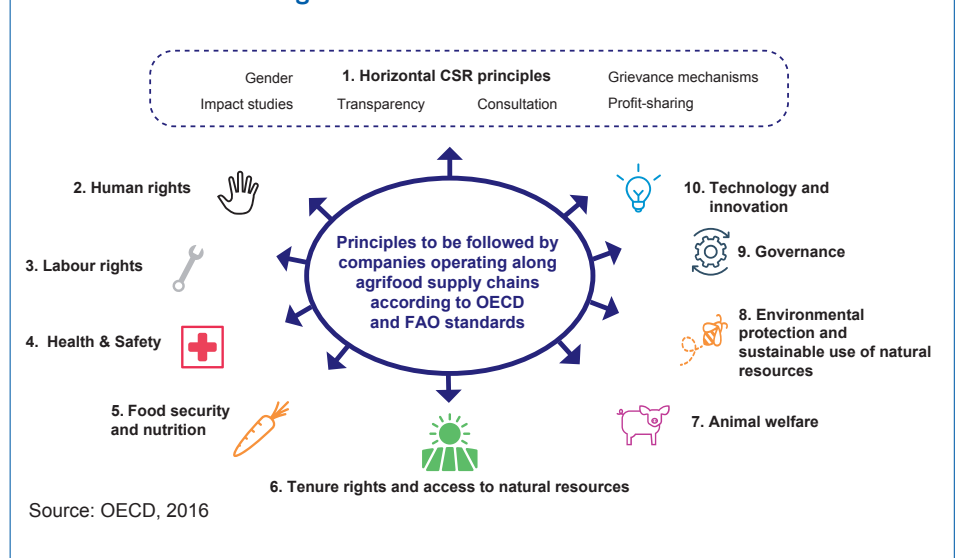 1. Horizontal CSR principles
Gender
Grievance mechanisms
Impact studies
Transparency
Consultation
Profit-sharing
2. Human rights
3. Labour rights
4. Health & Safety
5. Food security
and nutrition
6. Tenure rights and access to natural resources
7. Animal welfare
8. Environmental
protection and
sustainable use of natural
resources
9. Governance
10. Technology and
innovation
Principles to be followed by
companies operating along
agrifood supply chains
according to OECD
and FAO standards
Source: OECD, 2016